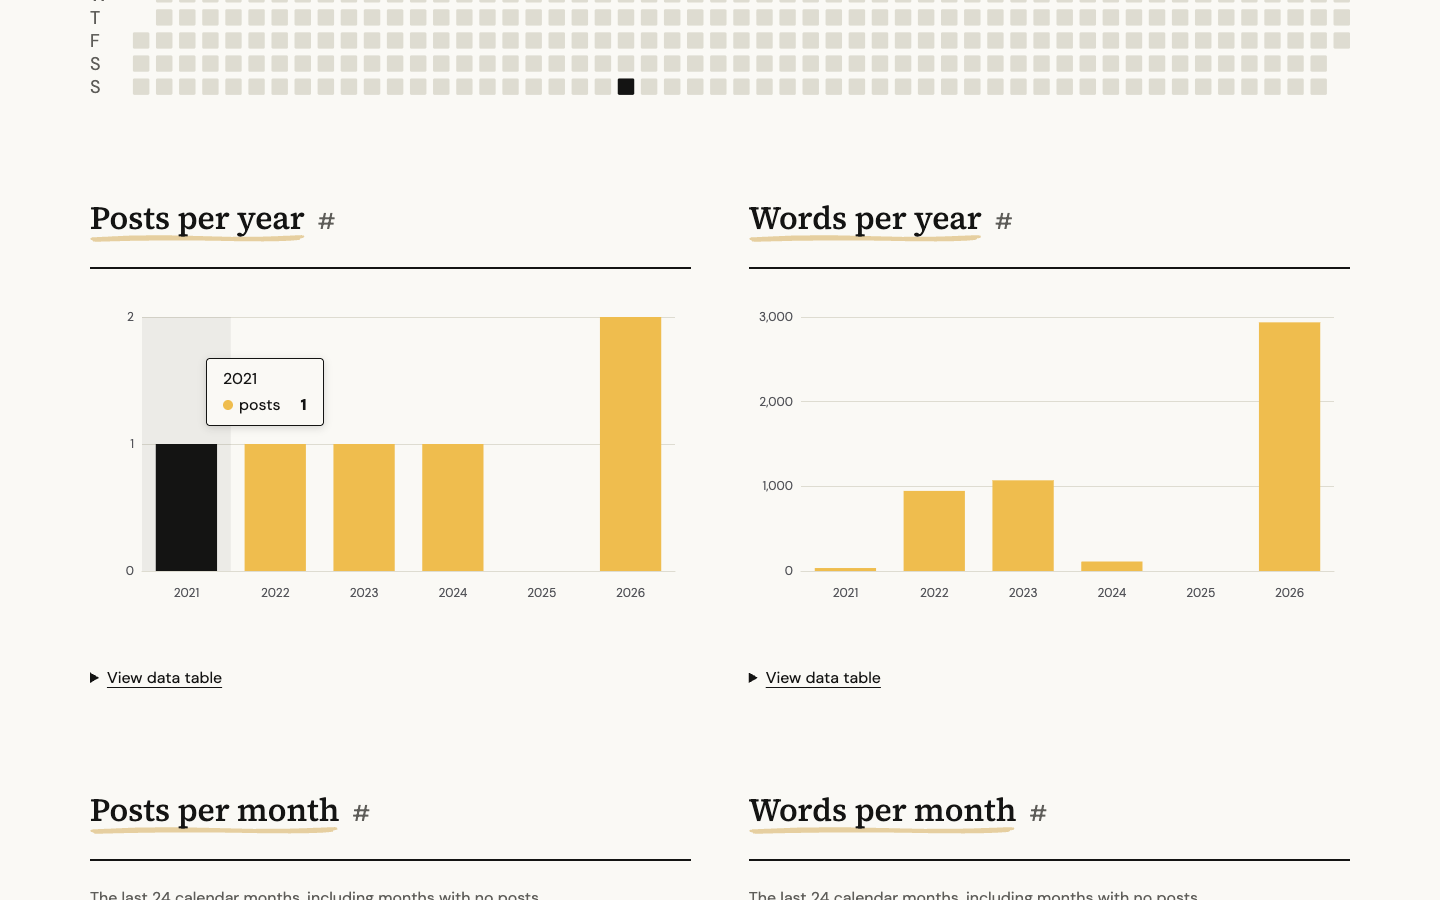 T
F
S
S
Posts per year #
2
1
0
2021
posts 1
2021 2022 2023 2024 2025 2026
View data table
Words per year #
3,000
2,000
1,000
0
2021 2022 2023 2024 2025 2026
View data table
Posts per month #
The last 24 calendar months, including months with no posts.
Words per month #
The last 24 calendar months, including months with no posts.